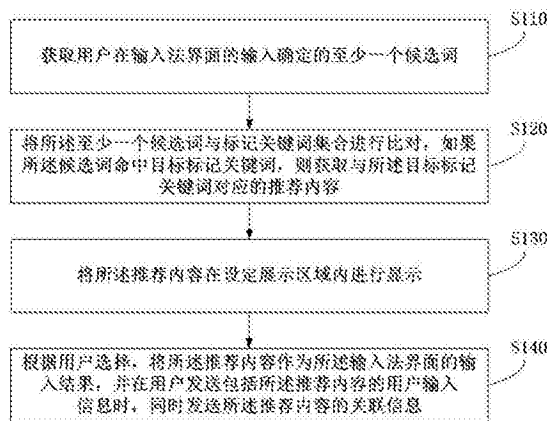 S110
获取用户在输入法界面的输入确定的至少一个候选词
S120
将所述至少一个候选词与标记关键词集合进行比对，如果
所述候选词命中目标标记关键词，则获取与所述目标标记
关键词对应的推荐内容
S130
将所述推荐内容在设定展示区域内进行显示
S140
根据用户选择，将所述推荐内容作为所述输入法界面的输
入结果，并在用户发送包括所述推荐内容的用户输入
信息时，同时发送所述推荐内容的关联信息